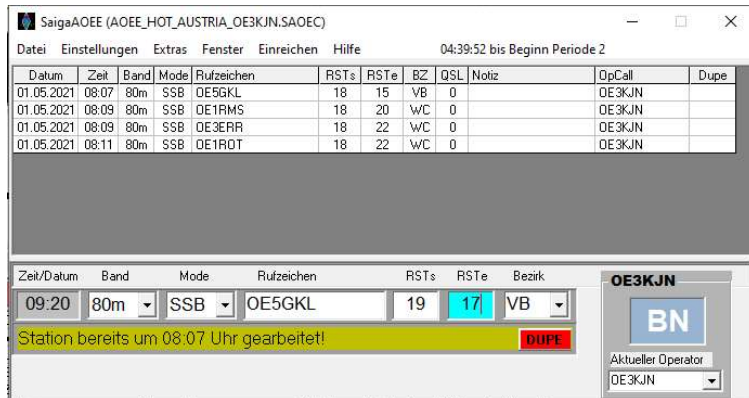 SaigaAOEE (AOEE_HOT_AUSTRIA_OE3KJN.SAOEC)
Datei Einstellungen Extras Fenster Einreichen Hilfe 04:39:52 bis Beginn Periode 2
Datum Zeit Band Mode Rufzeichen RSTs RSTe BZ QSL Notiz OpCall Dupe
01.05.2021 08:07 80m SSB OE5GKL 18 15 VB 0 OE3KJN
01.05.2021 08:09 80m SSB OE1RMS 18 20 WC 0 OE3KJN
01.05.2021 08:09 80m SSB OE3ERR 18 22 WC 0 OE3KJN
01.05.2021 08:11 80m SSB OE1ROT 18 22 WC 0 OE3KJN
Zeit/Datum Band Mode Rufzeichen RSTs RSTe Bezirk
09:20 80m SSB OE5GKL 19 17 VB
Station bereits um 08:07 Uhr gearbeitet! DUPE
OE3KJN
BN
Aktueller Operator
OE3KJN